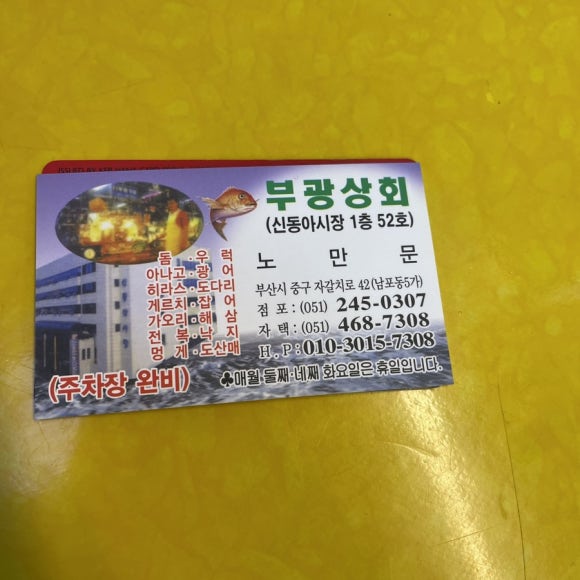 부광상회
(신동아시장 1층 52호)
노 만 문
부산시 중구 자갈치로 42(남포동5가)
점 포 : (051) 245-0307
자 택 : (051) 468-7308
H.P : 010-3015-7308
♣매월 둘째·네째 화요일은 휴일입니다.
돔·우 럭
아나고·광 어
히라스·도다리
게르치·잡 어
가오리·해 삼
전 복·낙 지
멍 게·도산매
(주차장 완비)